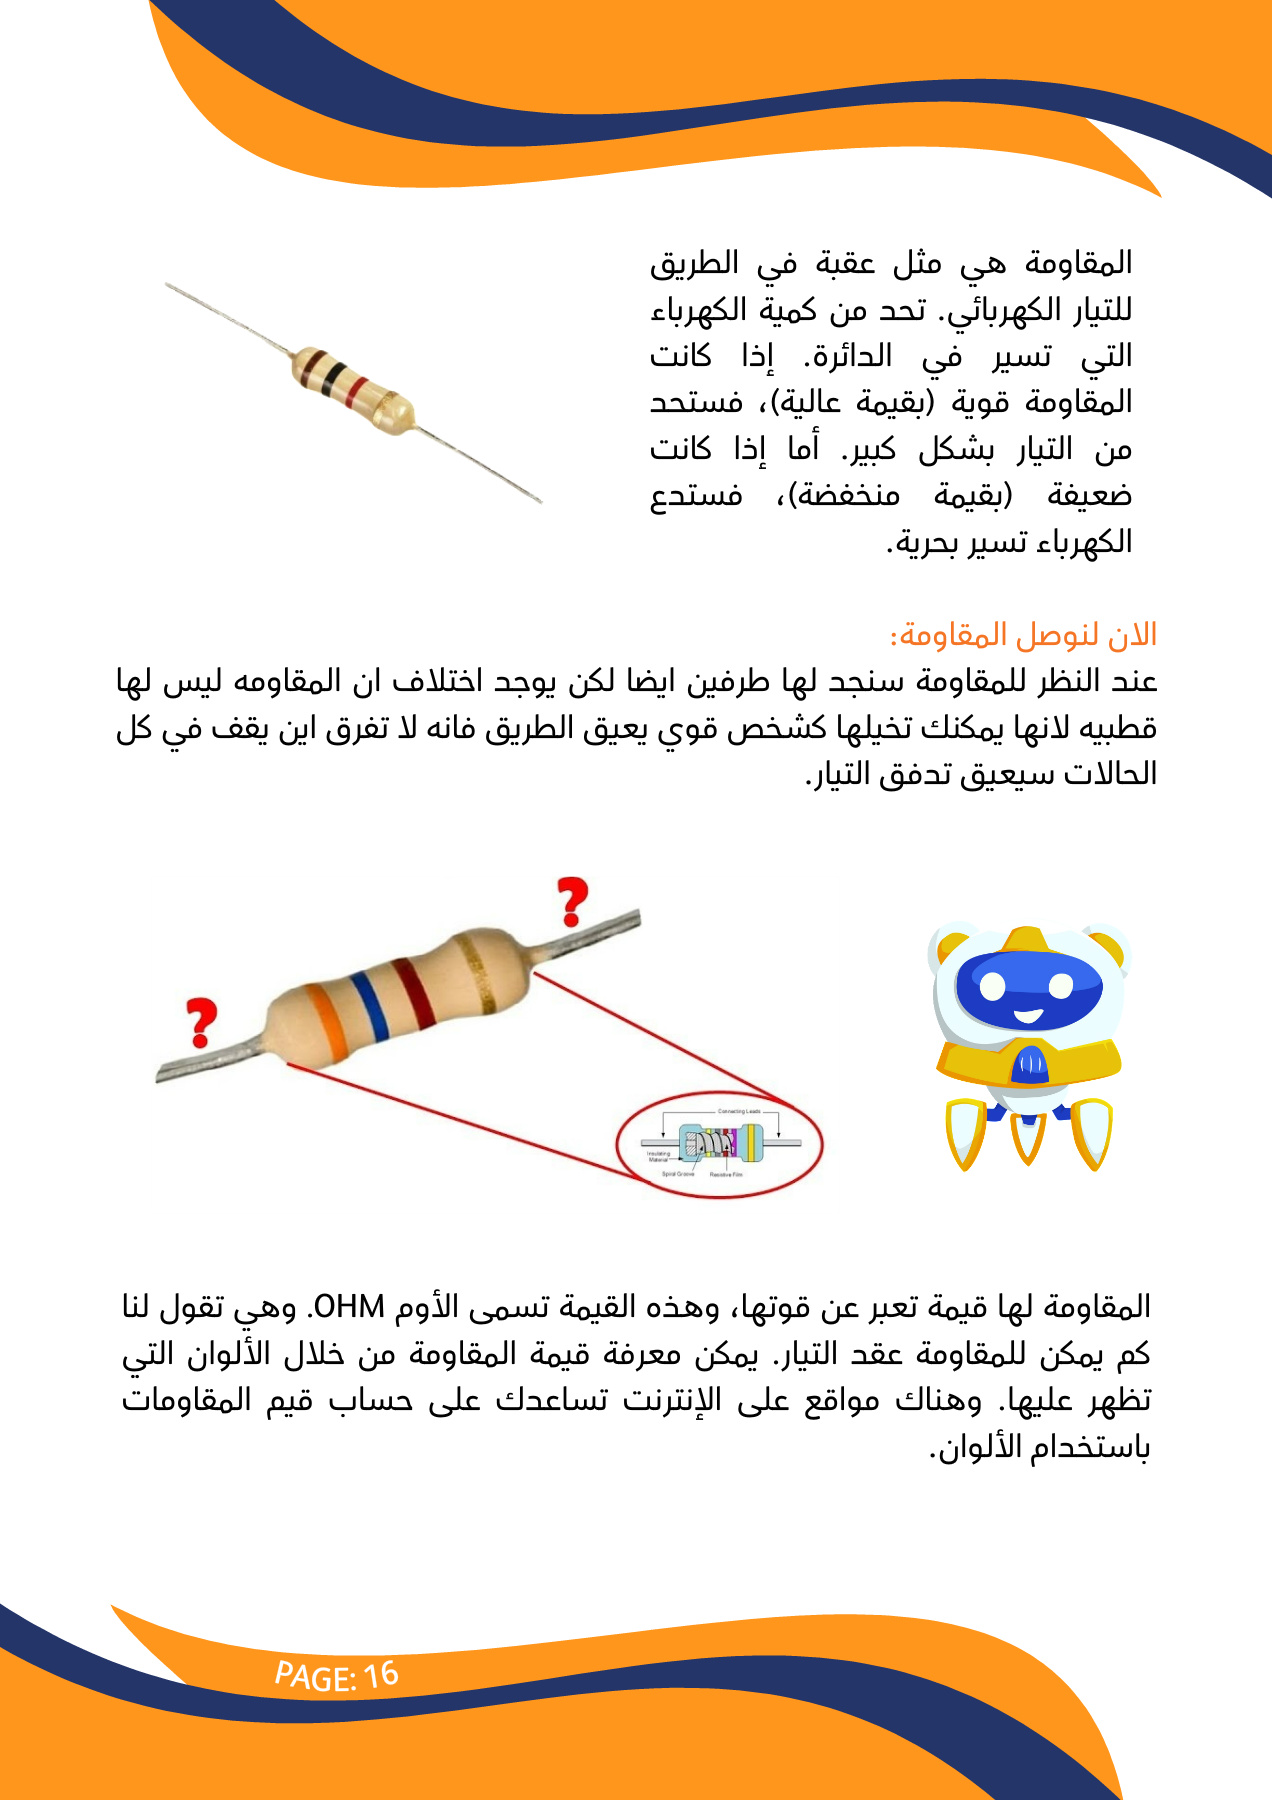 المقاومة هي مثل عقبة في الطريق
للتيار الكهربائي. تحد من كمية الكهرباء
التي تسير في الدائرة. إذا كانت
المقاومة قوية (بقيمة عالية)، فستحد
من التيار بشكل كبير. أما إذا كانت
ضعيفة (بقيمة منخفضة)، فستدع
الكهرباء تسير بحرية.
الان لنوصل المقاومة:
عند النظر للمقاومة سنجد لها طرفين ايضا لكن يوجد اختلاف ان المقاومه ليس لها
قطبيه لانها يمكنك تخيلها كشخص قوي يعيق الطريق فانه لا تفرق اين يقف في كل
الحالات سيعيق تدفق التيار.
?
?
Connecting Leads
Insulating
Material
Spiral Groove
Resistive Film
المقاومة لها قيمة تعبر عن قوتها، وهذه القيمة تسمى الأوم OHM. وهي تقول لنا
كم يمكن للمقاومة عقد التيار. يمكن معرفة قيمة المقاومة من خلال الألوان التي
تظهر عليها. وهناك مواقع على الإنترنت تساعدك على حساب قيم المقاومات
باستخدام الألوان.
PAGE: 16